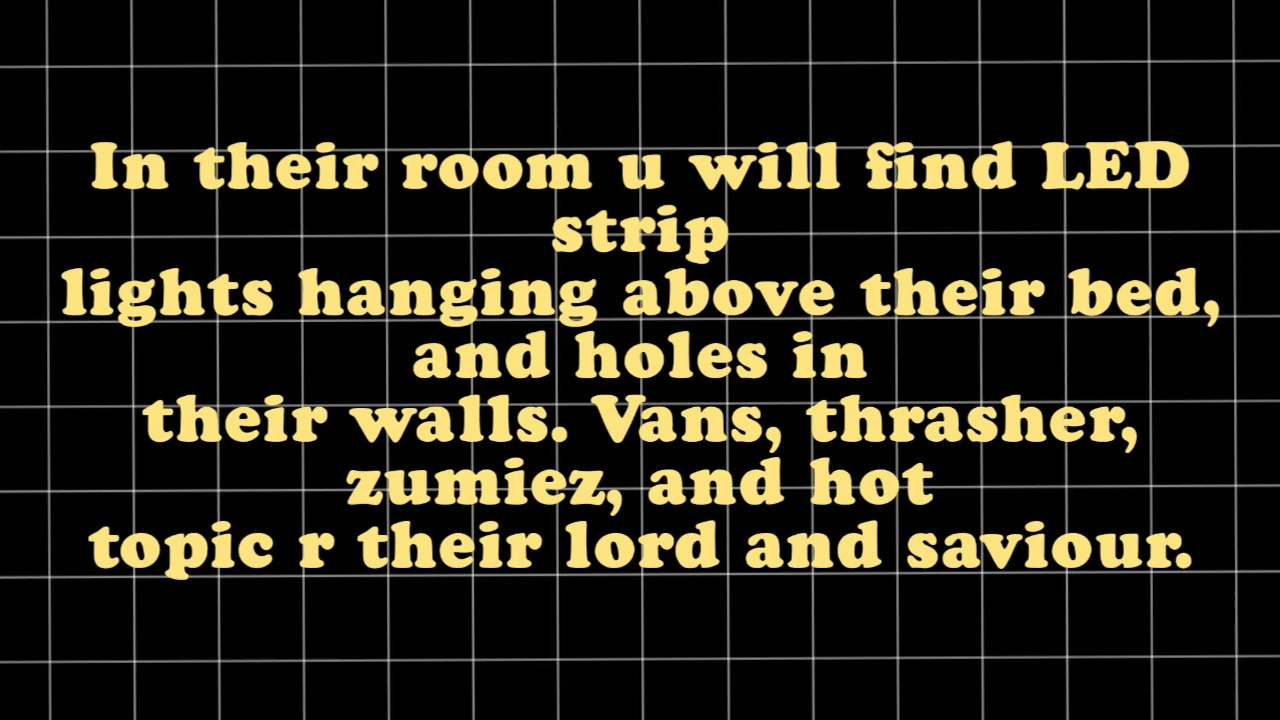 In their room u will find LED
strip
lights hanging above their bed,
and holes in
their walls. Vans, thrasher,
zumiez, and hot
topic r their lord and saviour.